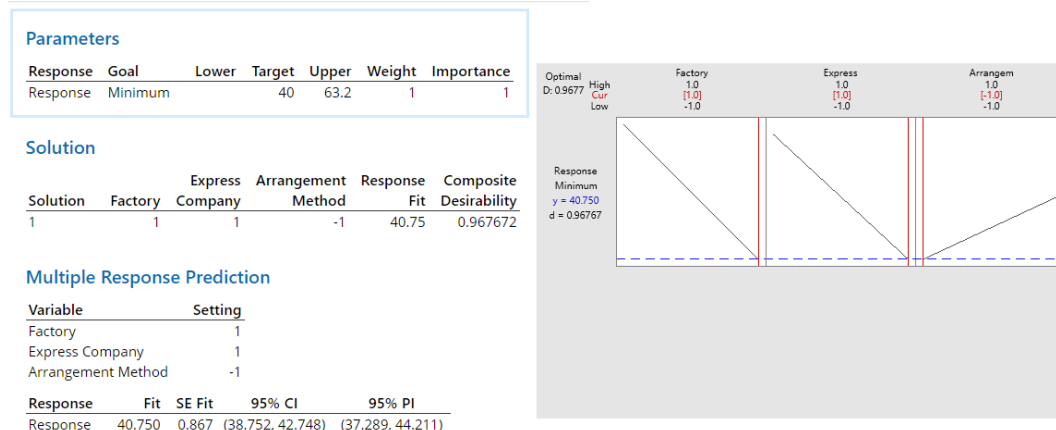 Parameters
Response Goal Lower Target Upper Weight Importance
Response Minimum 40 63.2 1 1
Solution
Express Arrangement Response Composite
Solution Factory Company Method Fit Desirability
1 1 1 -1 40.75 0.967672
Multiple Response Prediction
Variable Setting
Factory 1
Express Company 1
Arrangement Method -1
Response Fit SE Fit 95% CI 95% PI
Response 40.750 0.867 (38.752, 42.748) (37.289, 44.211)
Optimal
D: 0.9677
High
Cur
Low
Factory
1.0
[1.0]
-1.0
Express
1.0
[1.0]
-1.0
Arrangem
1.0
[-1.0]
-1.0
Response
Minimum
y = 40.750
d = 0.96767